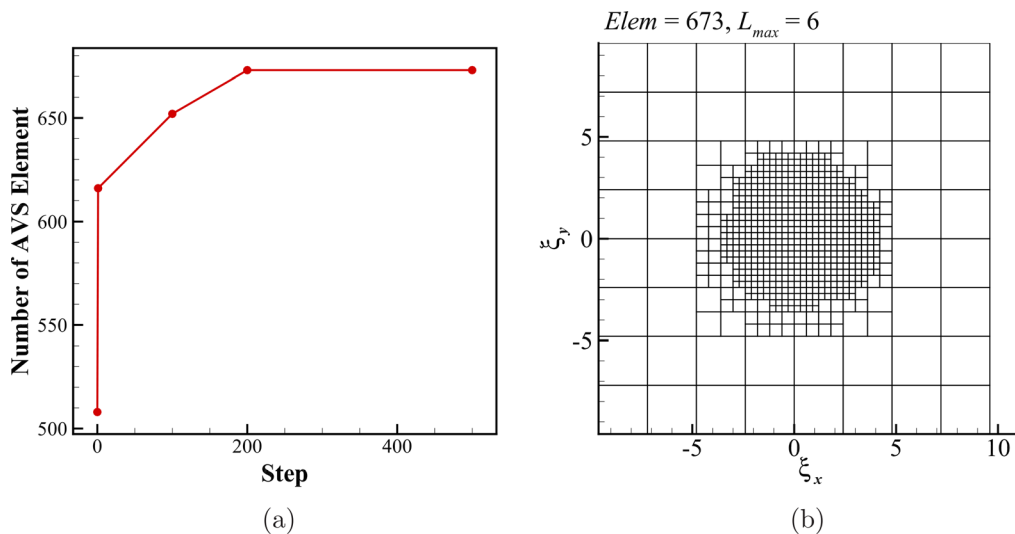 Elem = 673, L_max = 6
650
600
550
500
0
200
400
Number of AVS Element
Step
5
0
-5
ξ_y
-5
0
5
10
ξ_x
(a)
(b)